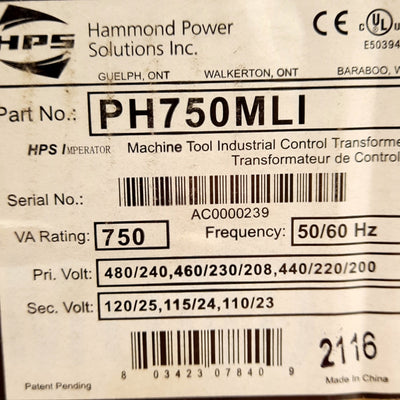 HPS
Hammond Power
Solutions Inc.
CE UL
E50394
GUELPH, ONT WALKERTON, ONT BARABOO, W
Part No.: PH750MLI
HPS IMPERATOR Machine Tool Industrial Control Transforme
Transformateur de Control
Serial No.:
AC0000239
VA Rating: 750 Frequency: 50/60 Hz
Pri. Volt: 480/240,460/230/208,440/220/200
Sec. Volt: 120/25,115/24,110/23
2116
8 03423 07840 9
Patent Pending
Made in China